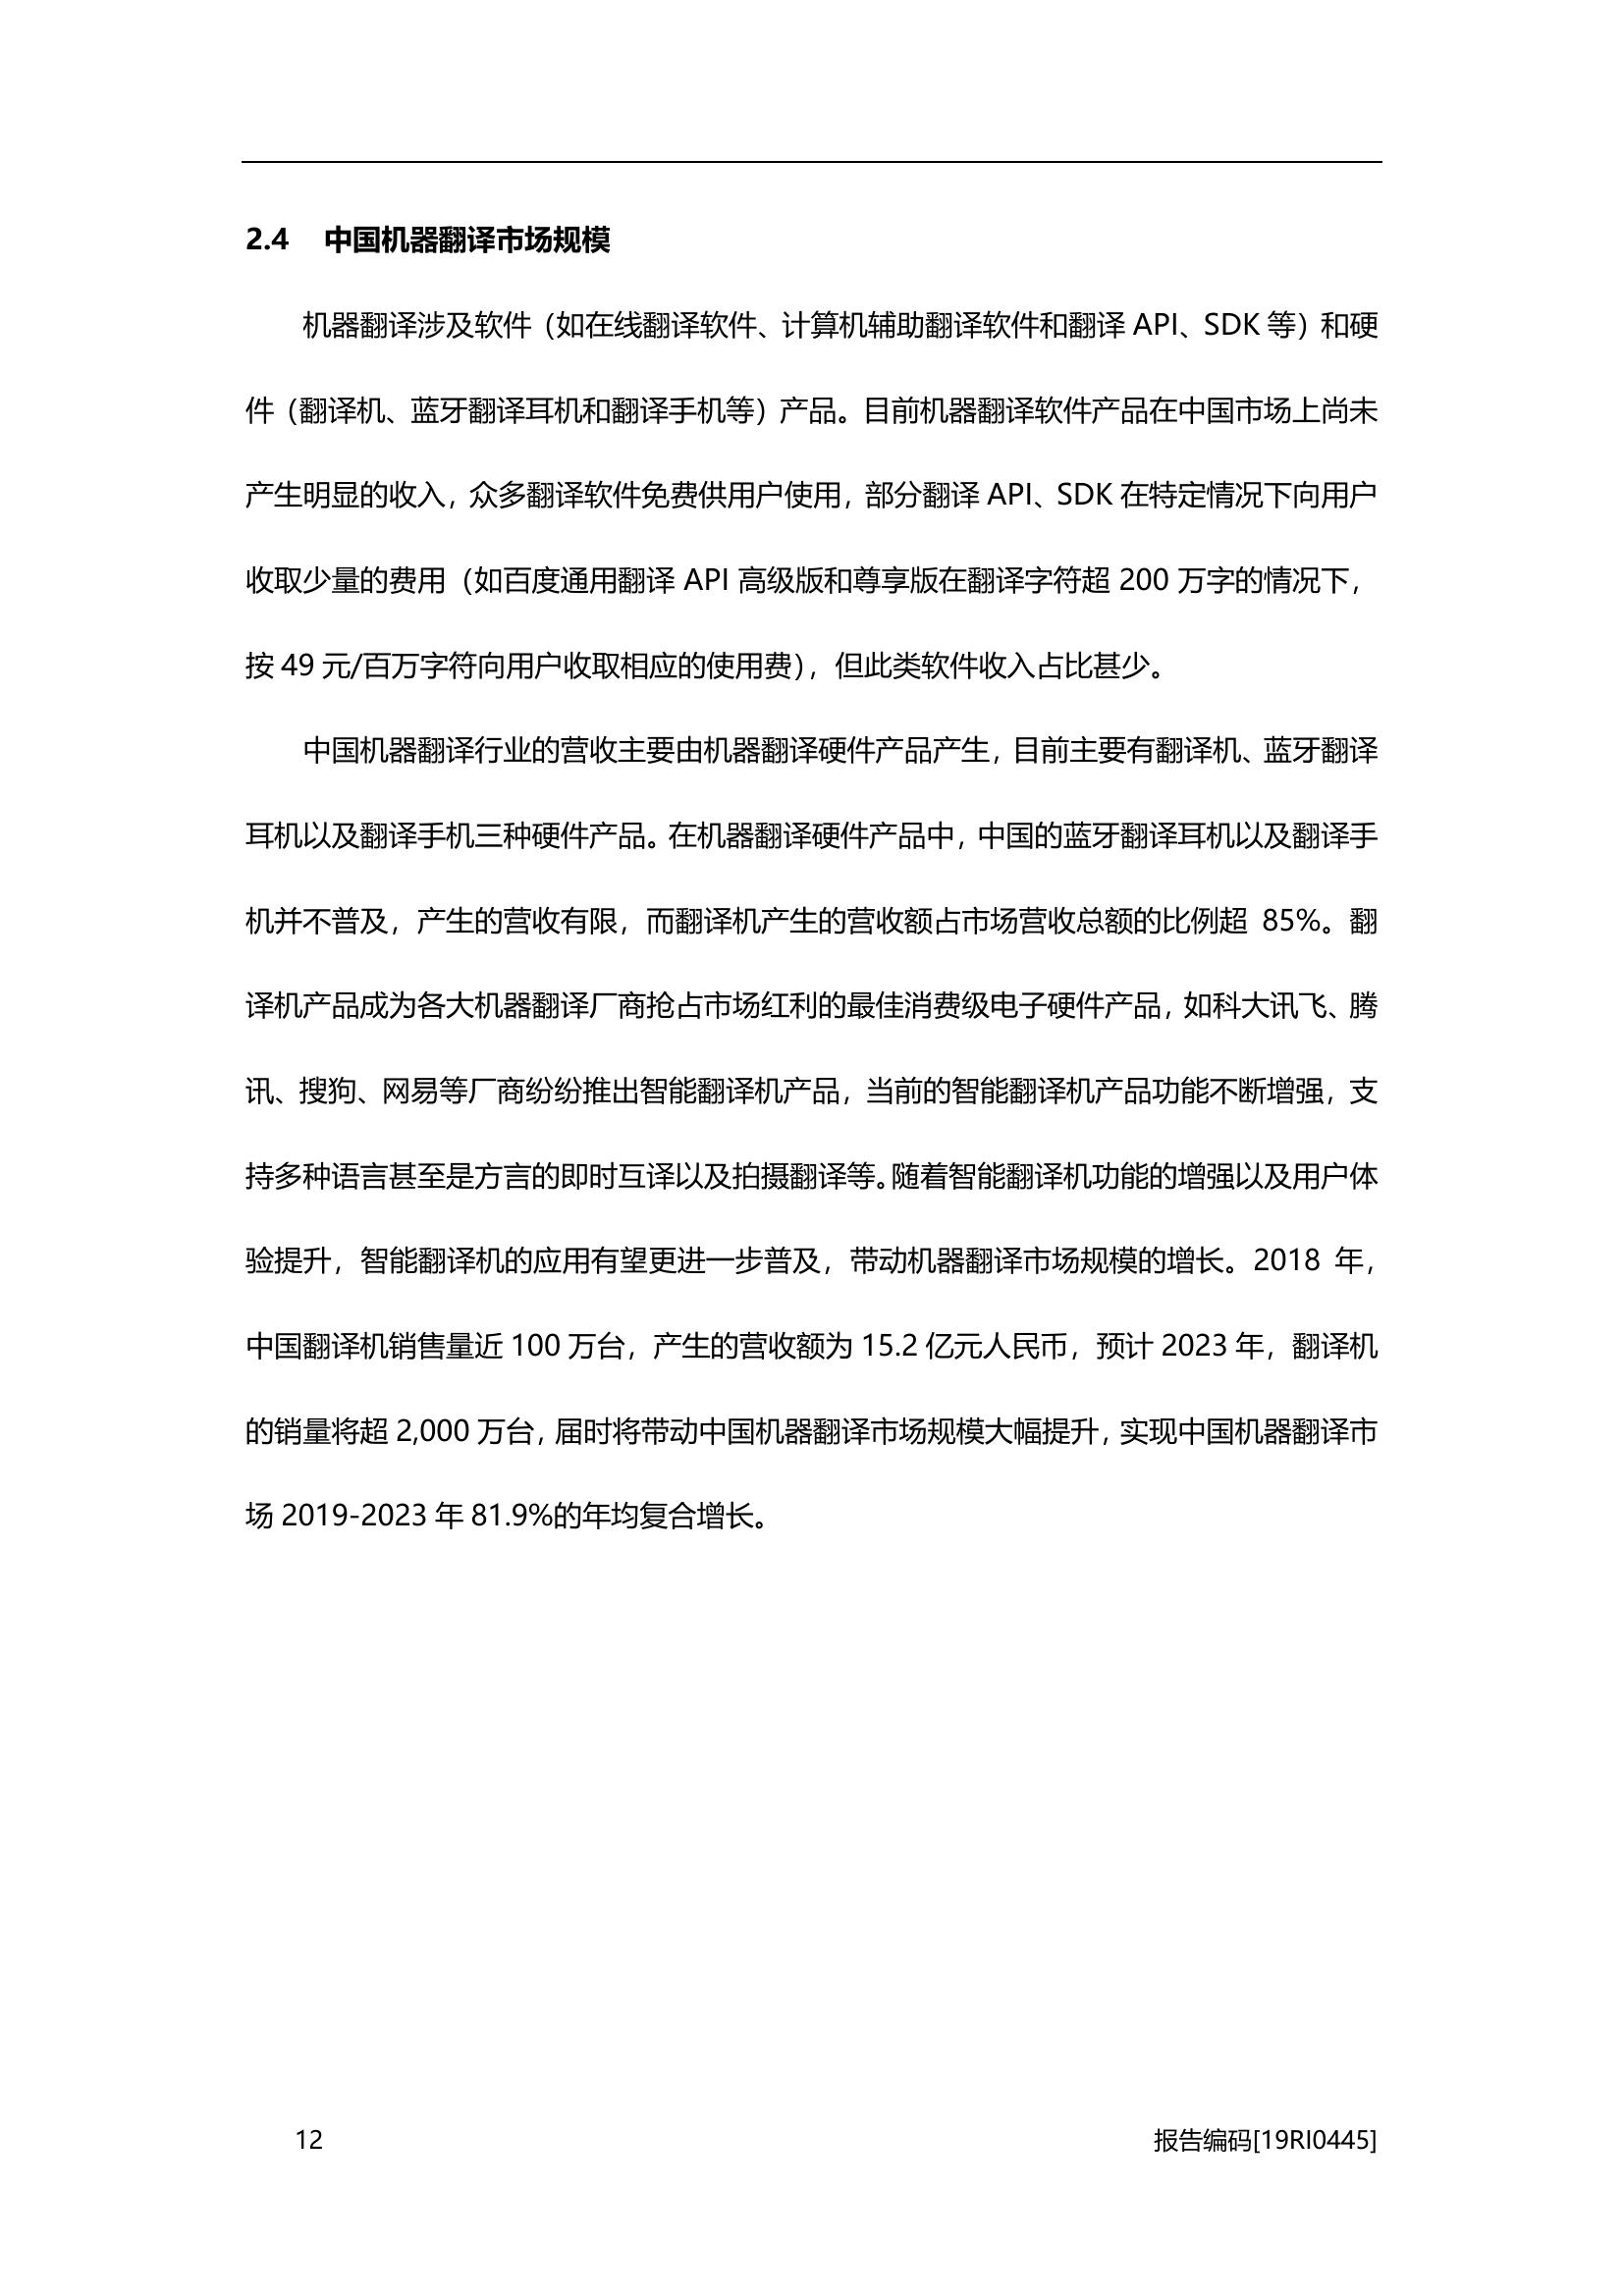 2.4 中国机器翻译市场规模
机器翻译涉及软件（如在线翻译软件、计算机辅助翻译软件和翻译 API、SDK 等）和硬
件（翻译机、蓝牙翻译耳机和翻译手机等）产品。目前机器翻译软件产品在中国市场上尚未
产生明显的收入，众多翻译软件免费供用户使用，部分翻译 API、SDK 在特定情况下向用户
收取少量的费用（如百度通用翻译 API 高级版和尊享版在翻译字符超 200 万字的情况下，
按 49 元/百万字符向用户收取相应的使用费），但此类软件收入占比甚少。
中国机器翻译行业的营收主要由机器翻译硬件产品产生，目前主要有翻译机、蓝牙翻译
耳机以及翻译手机三种硬件产品。在机器翻译硬件产品中，中国的蓝牙翻译耳机以及翻译手
机并不普及，产生的营收有限，而翻译机产生的营收额占市场营收总额的比例超 85%。翻
译机产品成为各大机器翻译厂商抢占市场红利的最佳消费级电子硬件产品，如科大讯飞、腾
讯、搜狗、网易等厂商纷纷推出智能翻译机产品，当前的智能翻译机产品功能不断增强，支
持多种语言甚至是方言的即时互译以及拍摄翻译等。随着智能翻译机功能的增强以及用户体
验提升，智能翻译机的应用有望更进一步普及，带动机器翻译市场规模的增长。2018 年，
中国翻译机销售量近 100 万台，产生的营收额为 15.2 亿元人民币，预计 2023 年，翻译机
的销量将超 2,000 万台，届时将带动中国机器翻译市场规模大幅提升，实现中国机器翻译市
场 2019-2023 年 81.9%的年均复合增长。
12 报告编码[19RI0445]